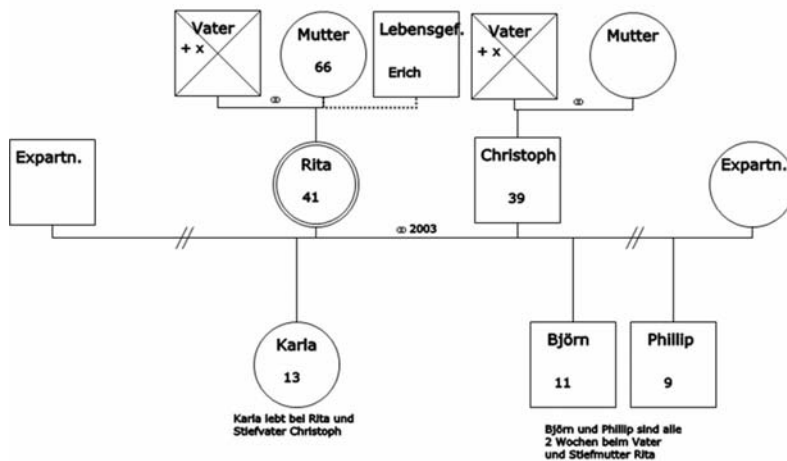 Vater
+ x
Mutter
66
Lebensgef.
Erich
Vater
+ x
Mutter
⚭
⚭
Expartn.
Rita
41
Christoph
39
Expartn.
⚭ 2003
Karla
13
Björn
11
Phillip
9
Karla lebt bei Rita und
Stiefvater Christoph
Björn und Phillip sind alle
2 Wochen beim Vater
und Stiefmutter Rita